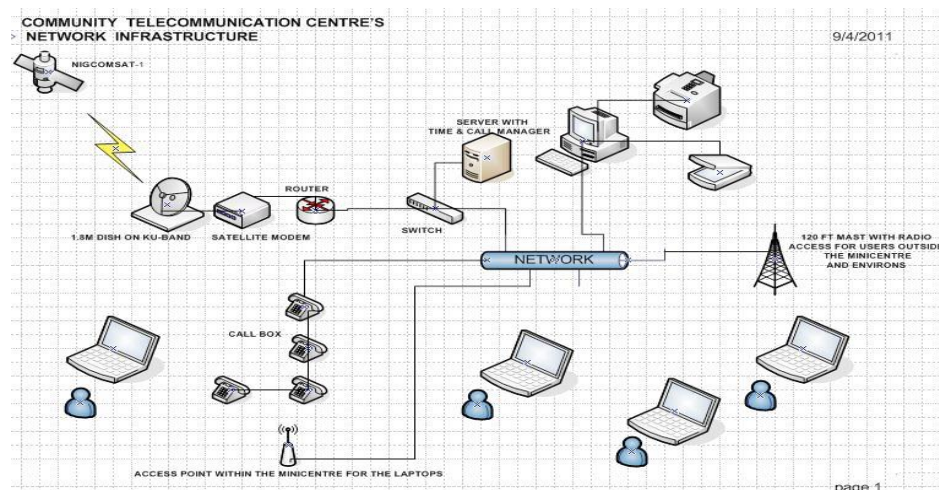 COMMUNITY TELECOMMUNICATION CENTRE'S
> NETWORK INFRASTRUCTURE
9/4/2011
NIGCOMSAT-1
SERVER WITH
TIME & CALL MANAGER
ROUTER
1.8M DISH ON KU-BAND
SATELLITE MODEM
SWITCH
NETWORK
120 FT MAST WITH RADIO
ACCESS FOR USERS OUTSIDE
THE MINICENTRE
AND ENVIRONS
CALL BOX
ACCESS POINT WITHIN THE MINICENTRE FOR THE LAPTOPS
page 1